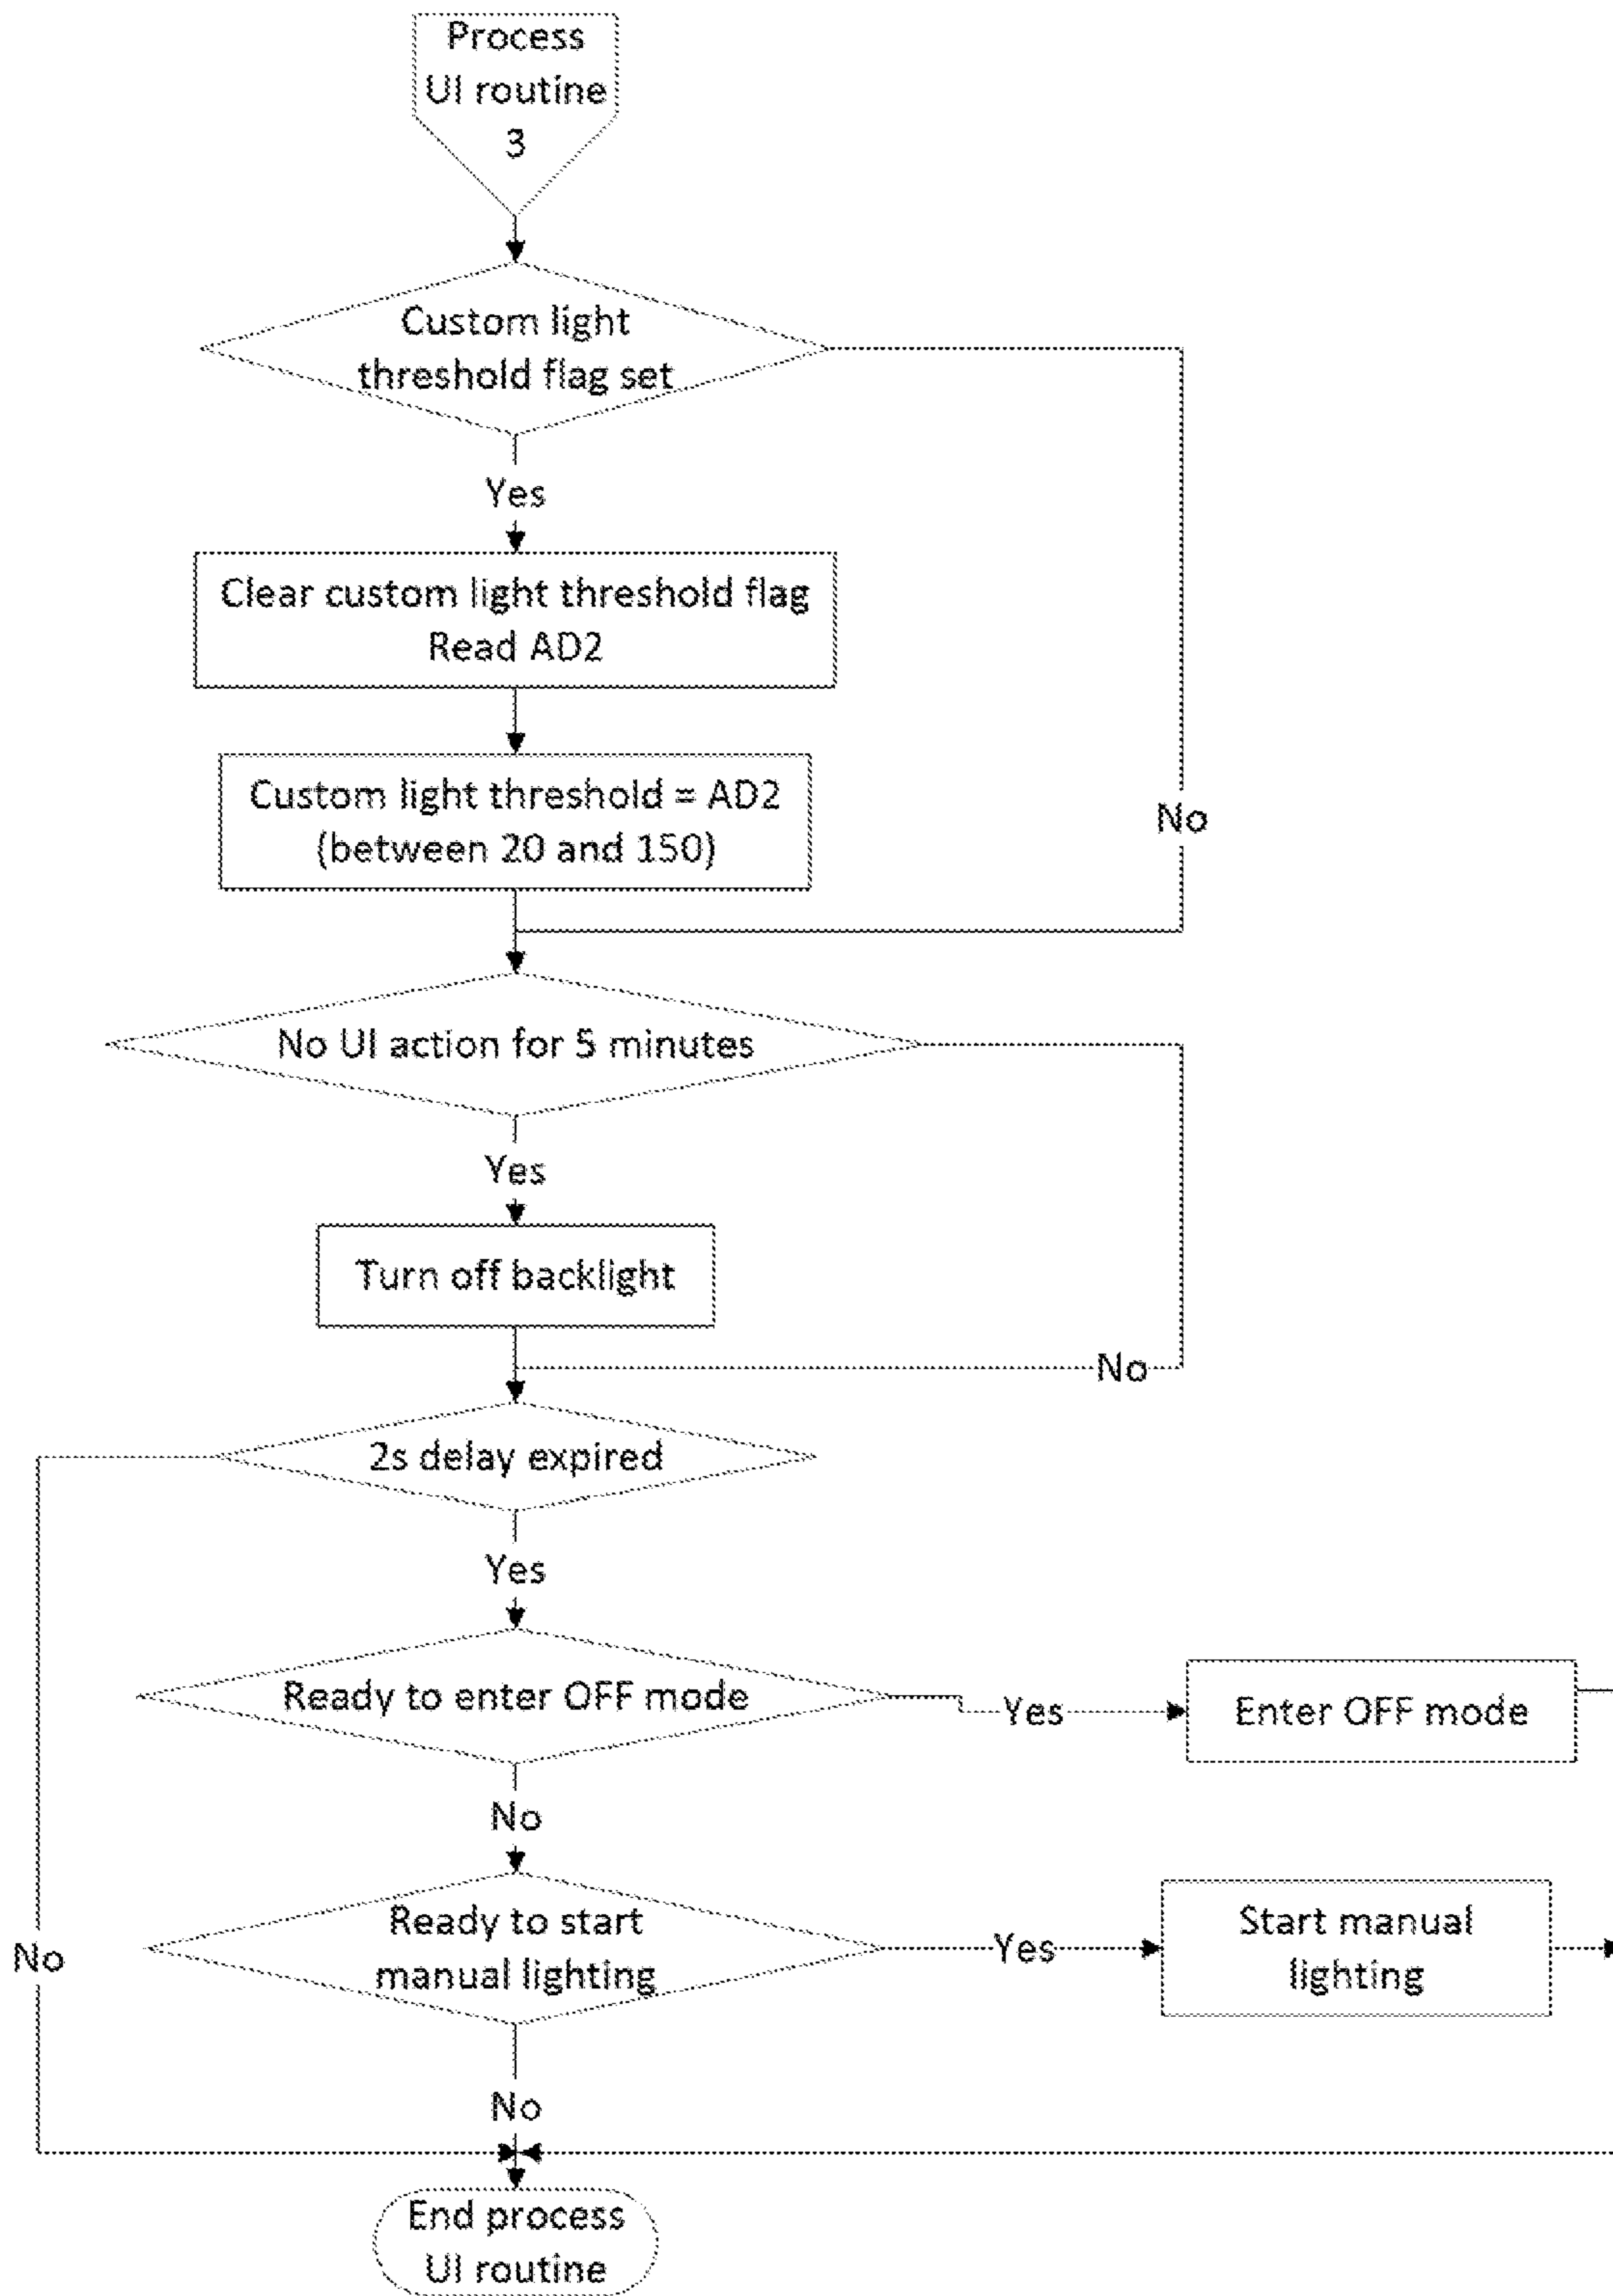 Process
UI routine
3
Custom light
threshold flag set
Yes
Clear custom light threshold flag
Read AD2
Custom light threshold = AD2
(between 20 and 150)
No
No UI action for 5 minutes
Yes
Turn off backlight
No
2s delay expired
Yes
Ready to enter OFF mode
Yes
Enter OFF mode
No
Ready to start
manual lighting
Yes
Start manual
lighting
No
No
End process
UI routine